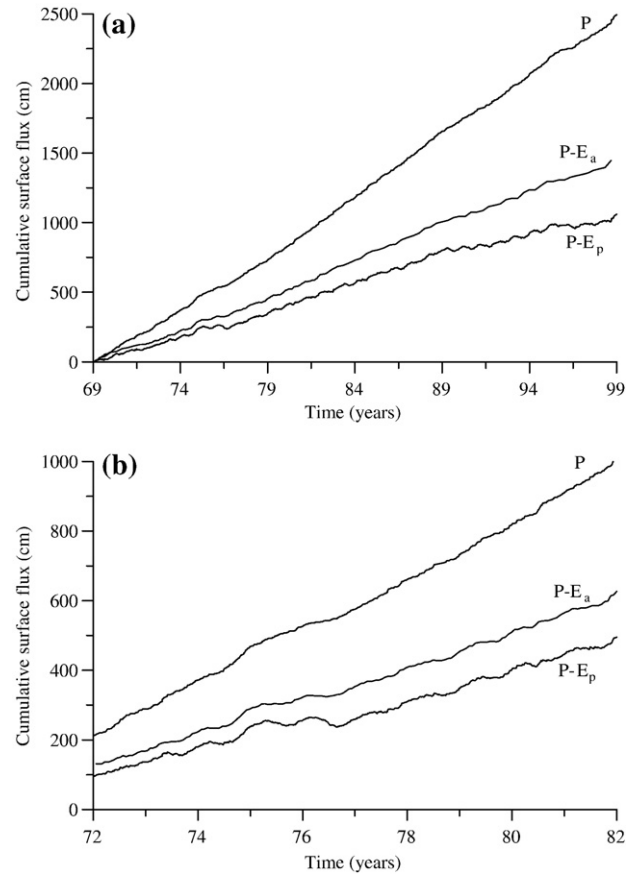 (a)
2500
2000
1500
1000
500
0
Cumulative surface flux (cm)
P
P-Ea
P-Ep
69 74 79 84 89 94 99
Time (years)
(b)
1000
800
600
400
200
0
Cumulative surface flux (cm)
P
P-Ea
P-Ep
72 74 76 78 80 82
Time (years)